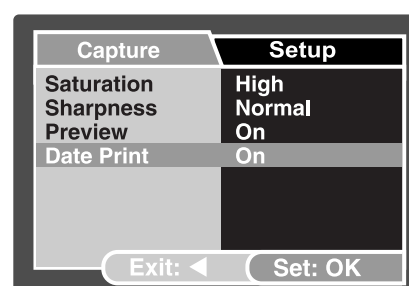 Capture Setup
Saturation High
Sharpness Normal
Preview On
Date Print On
Exit: ◀ Set: OK